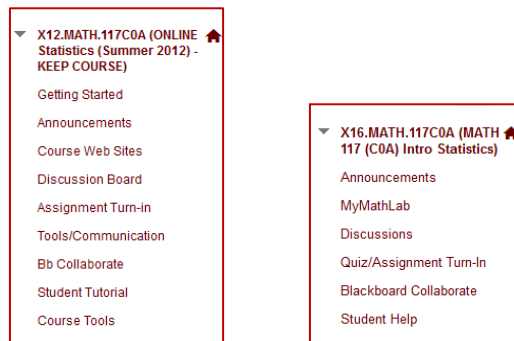 X12.MATH.117C0A (ONLINE
Statistics (Summer 2012) -
KEEP COURSE)
Getting Started
Announcements
Course Web Sites
Discussion Board
Assignment Turn-in
Tools/Communication
Bb Collaborate
Student Tutorial
Course Tools
X16.MATH.117C0A (MATH
117 (C0A) Intro Statistics)
Announcements
MyMathLab
Discussions
Quiz/Assignment Turn-In
Blackboard Collaborate
Student Help